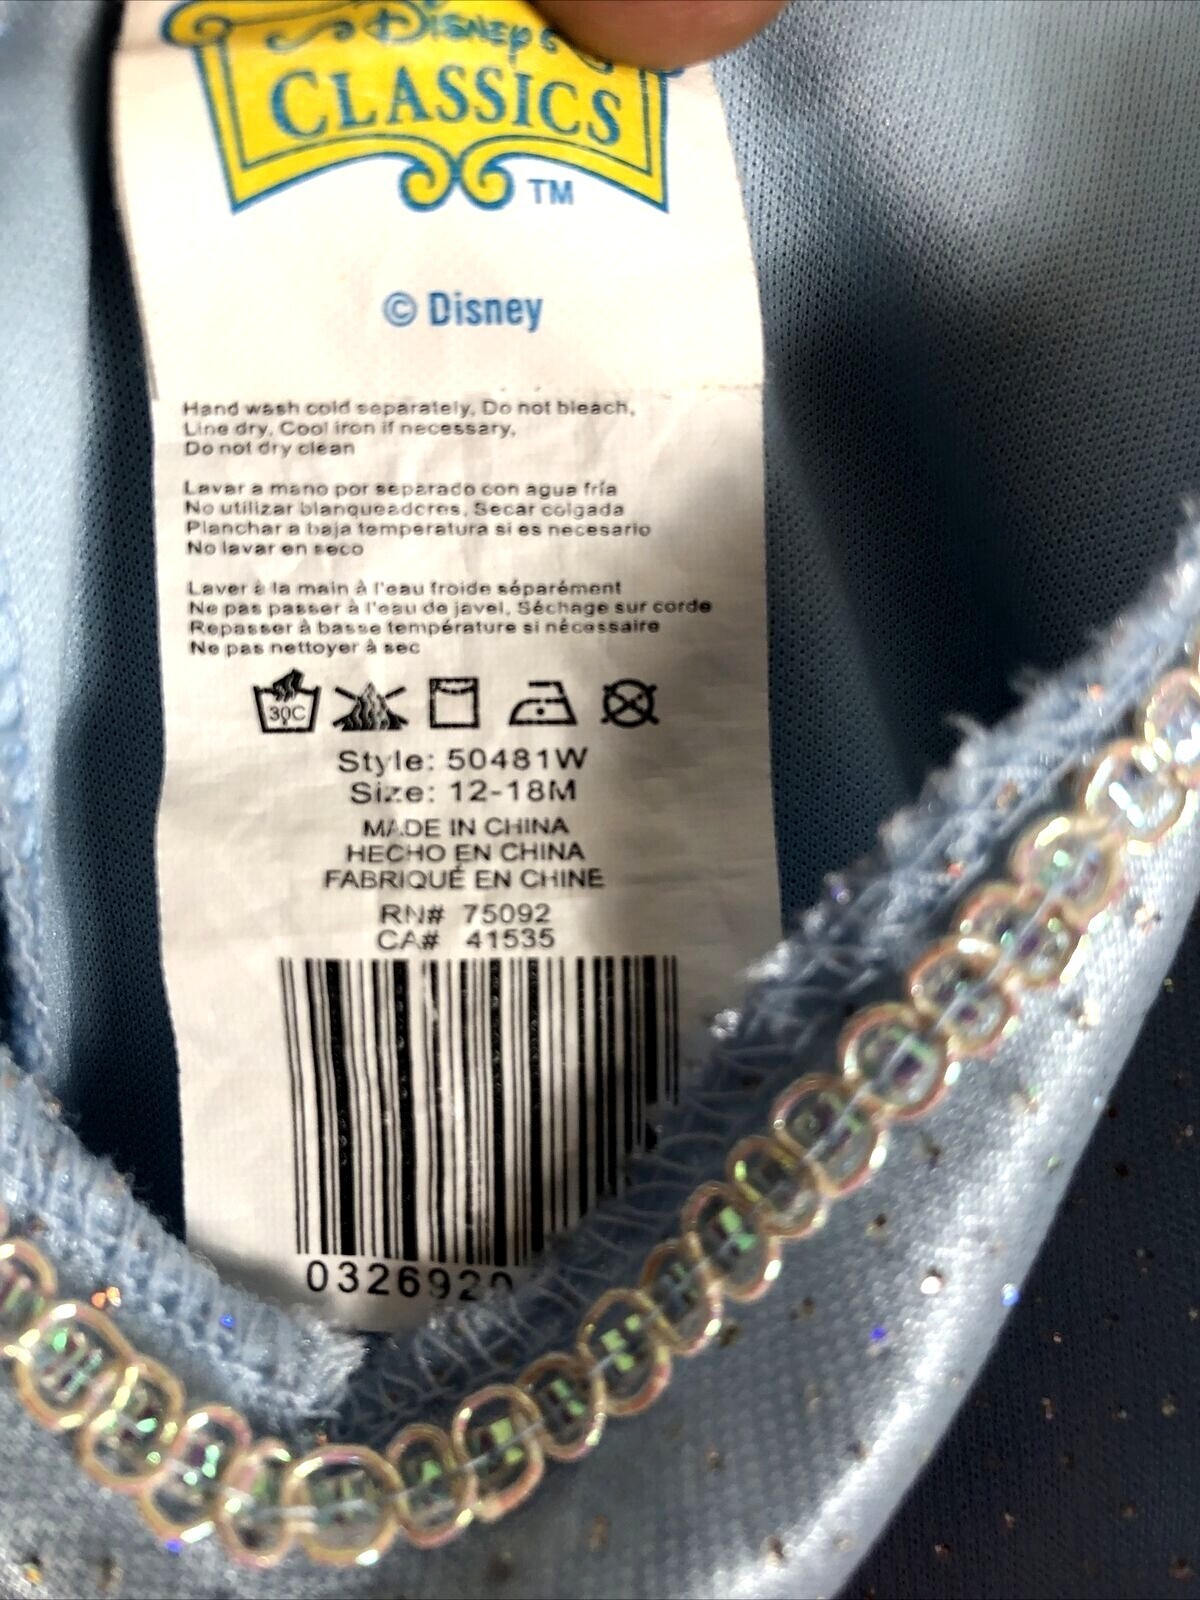 Disney's
CLASSICS
TM
© Disney
Hand wash cold separately, Do not bleach,
Line dry, Cool iron if necessary,
Do not dry clean
Lavar a mano por separado con agua fría
No utilizar blanqueadores, Secar colgada
Planchar a baja temperatura si es necesario
No lavar en seco
Laver à la main à l'eau froide séparément
Ne pas passer à l'eau de javel, Séchage sur corde
Repasser à basse température si nécessaire
Ne pas nettoyer à sec
30C
Style: 50481W
Size: 12-18M
MADE IN CHINA
HECHO EN CHINA
FABRIQUÉ EN CHINE
RN# 75092
CA# 41535
0326920